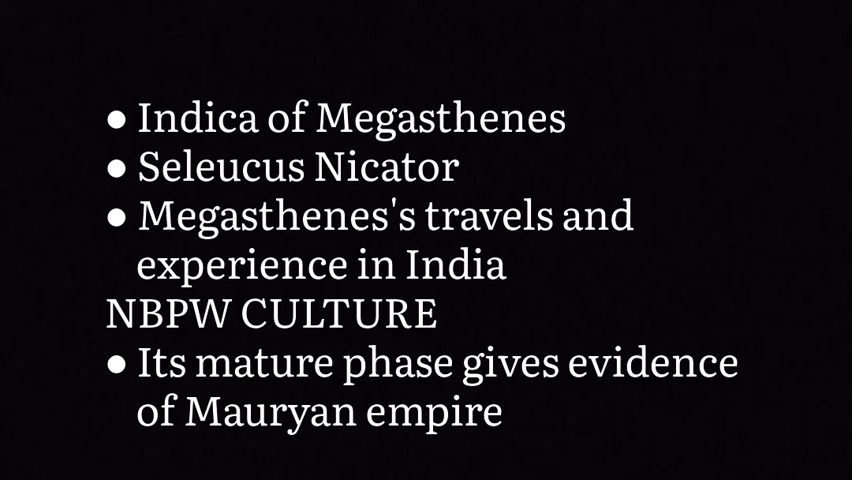 ● Indica of Megasthenes
● Seleucus Nicator
● Megasthenes's travels and
experience in India
NBPW CULTURE
● Its mature phase gives evidence
of Mauryan empire